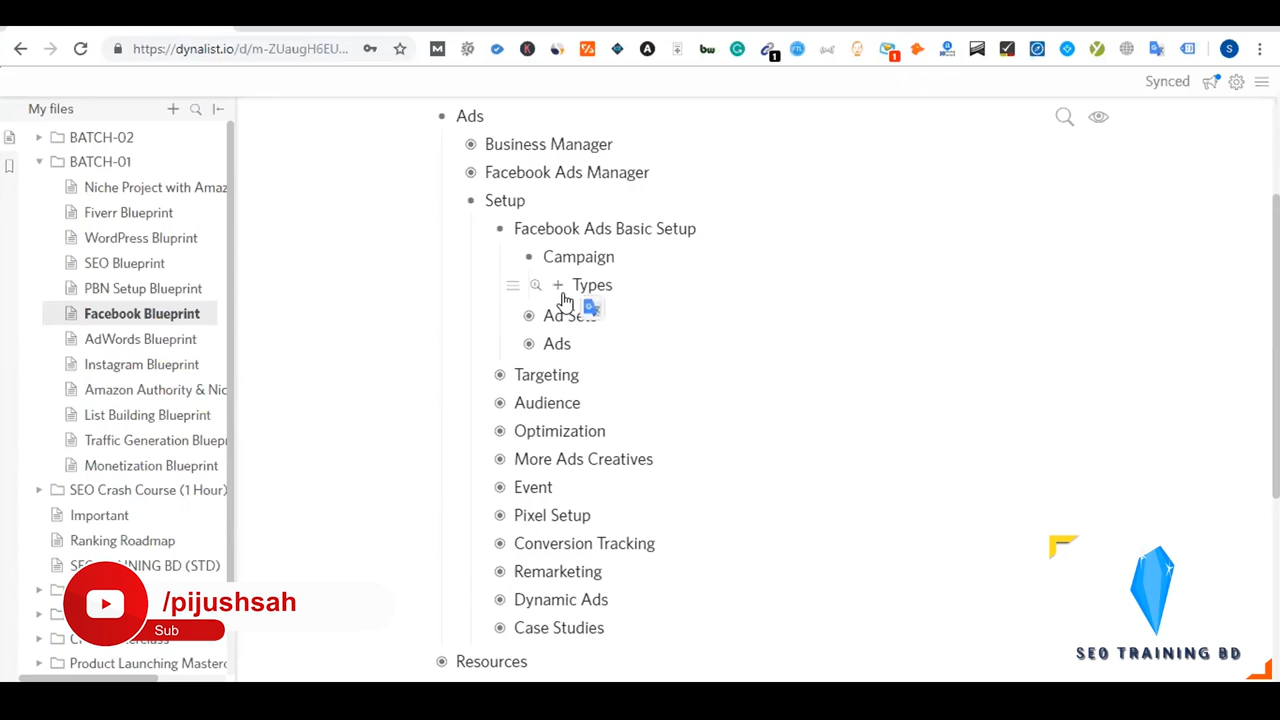 https://dynalist.io/d/m-ZUaugH6EU...
Synced
My files
BATCH-02
BATCH-01
Niche Project with Amaz
Fiverr Blueprint
WordPress Bluprint
SEO Blueprint
PBN Setup Blueprint
Facebook Blueprint
AdWords Blueprint
Instagram Blueprint
Amazon Authority & Nic
List Building Blueprint
Traffic Generation Bluepr
Monetization Blueprint
SEO Crash Course (1 Hour)
Important
Ranking Roadmap
(STD)
Product Launching Masterc
Ads
Business Manager
Facebook Ads Manager
Setup
Facebook Ads Basic Setup
Campaign
Types
Ad Sets
Ads
Targeting
Audience
Optimization
More Ads Creatives
Event
Pixel Setup
Conversion Tracking
Remarketing
Dynamic Ads
Case Studies
Resources
/pijushsah
Sub
SEO TRAINING BD